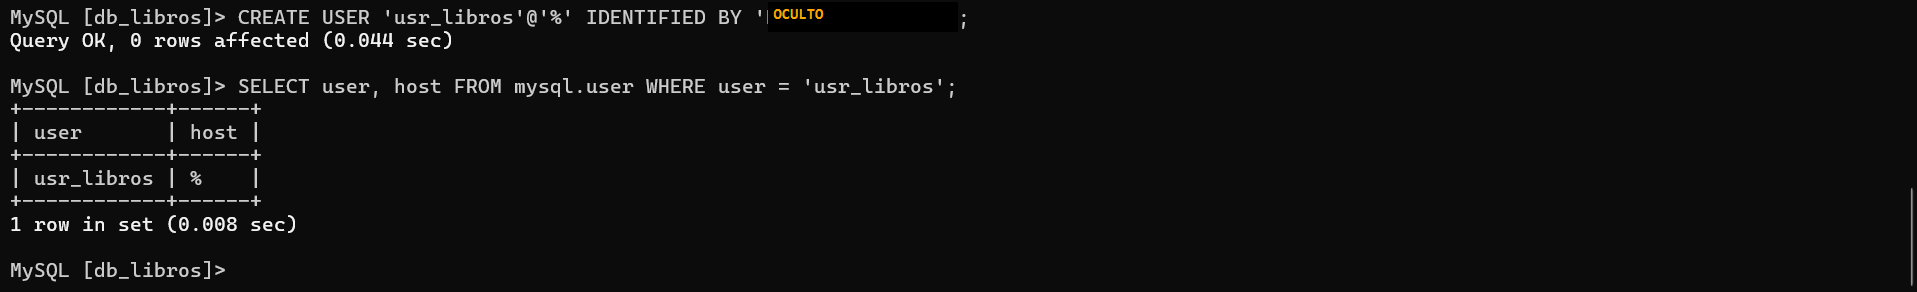 MySQL [db_libros]> CREATE USER 'usr_libros'@'%' IDENTIFIED BY ' OCULTO ;
Query OK, 0 rows affected (0.044 sec)
MySQL [db_libros]> SELECT user, host FROM mysql.user WHERE user = 'usr_libros';
+------------+------+
| user       | host |
+------------+------+
| usr_libros | %    |
+------------+------+
1 row in set (0.008 sec)
MySQL [db_libros]>